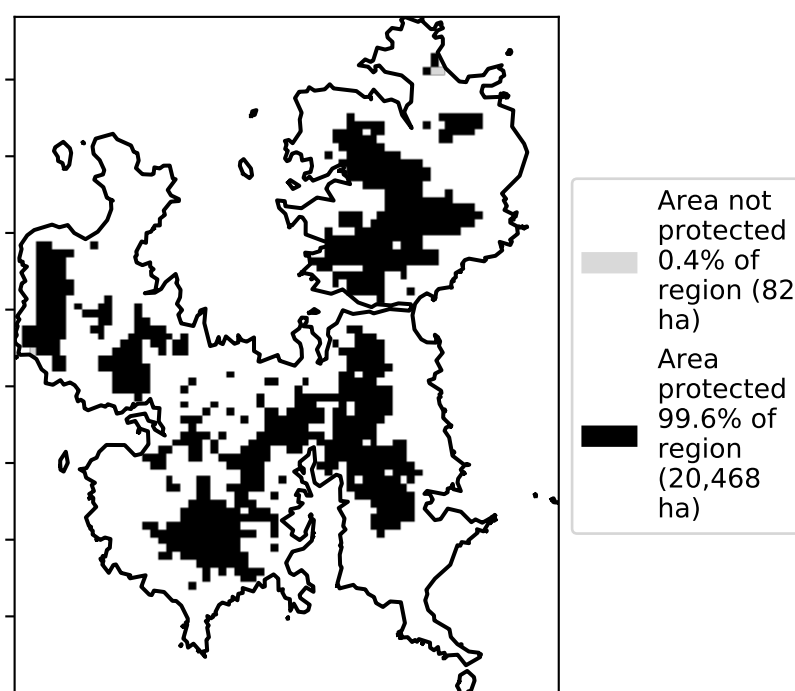 Area not
protected
0.4% of
region (82
ha)
Area
protected
99.6% of
region
(20,468
ha)